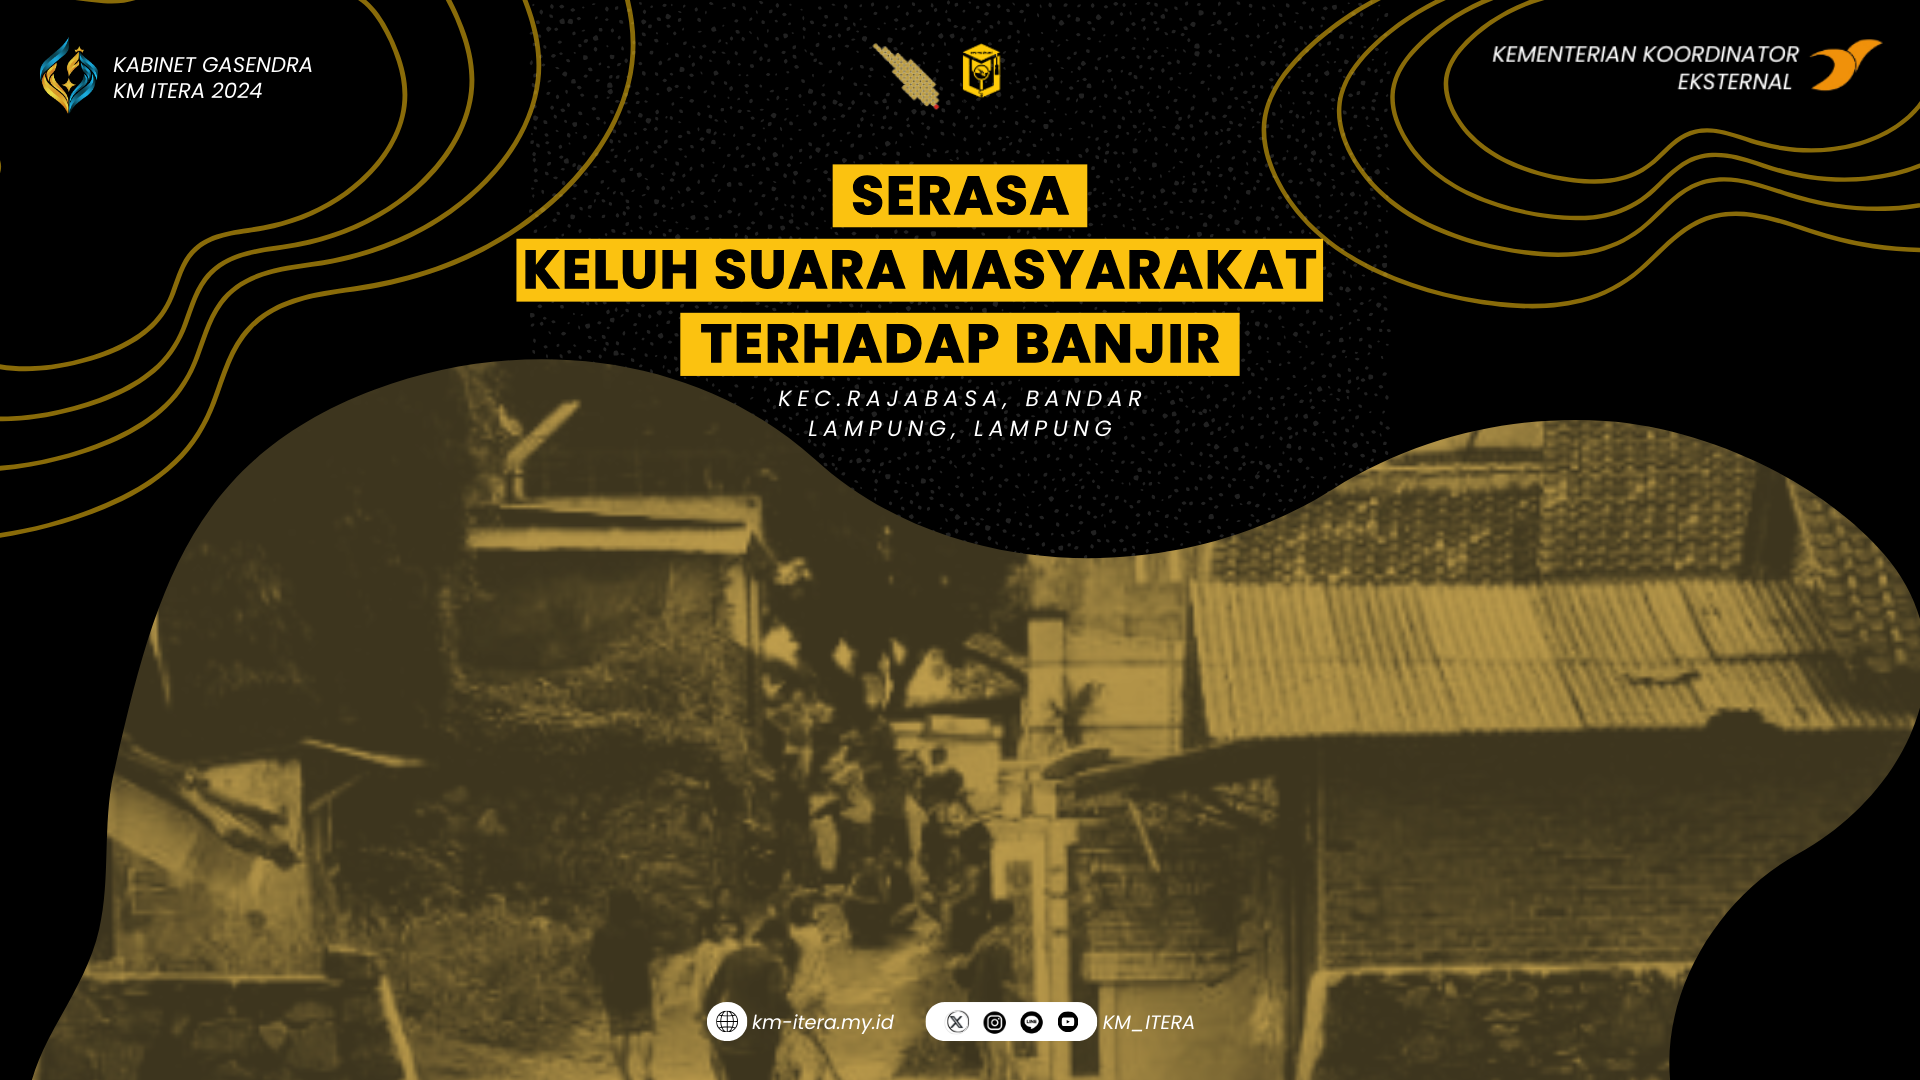 KABINET GASENDRA
KM ITERA 2024
KEMENTERIAN KOORDINATOR
EKSTERNAL
SERASA
KELUH SUARA MASYARAKAT
TERHADAP BANJIR
KEC.RAJABASA, BANDAR
LAMPUNG, LAMPUNG
km-itera.my.id
KM_ITERA